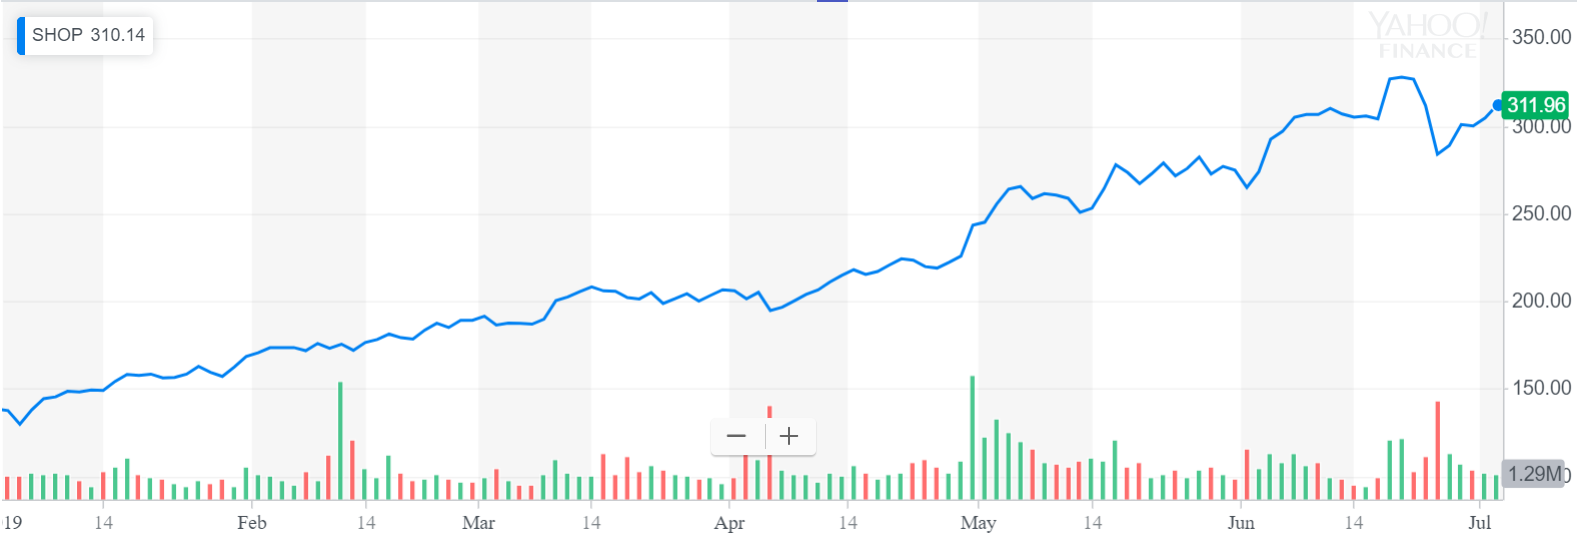 SHOP 310.14
YAHOO!
FINANCE
350.00
311.96
300.00
250.00
200.00
150.00
− +
1.29M
19 14 Feb 14 Mar 14 Apr 14 May 14 Jun 14 Jul